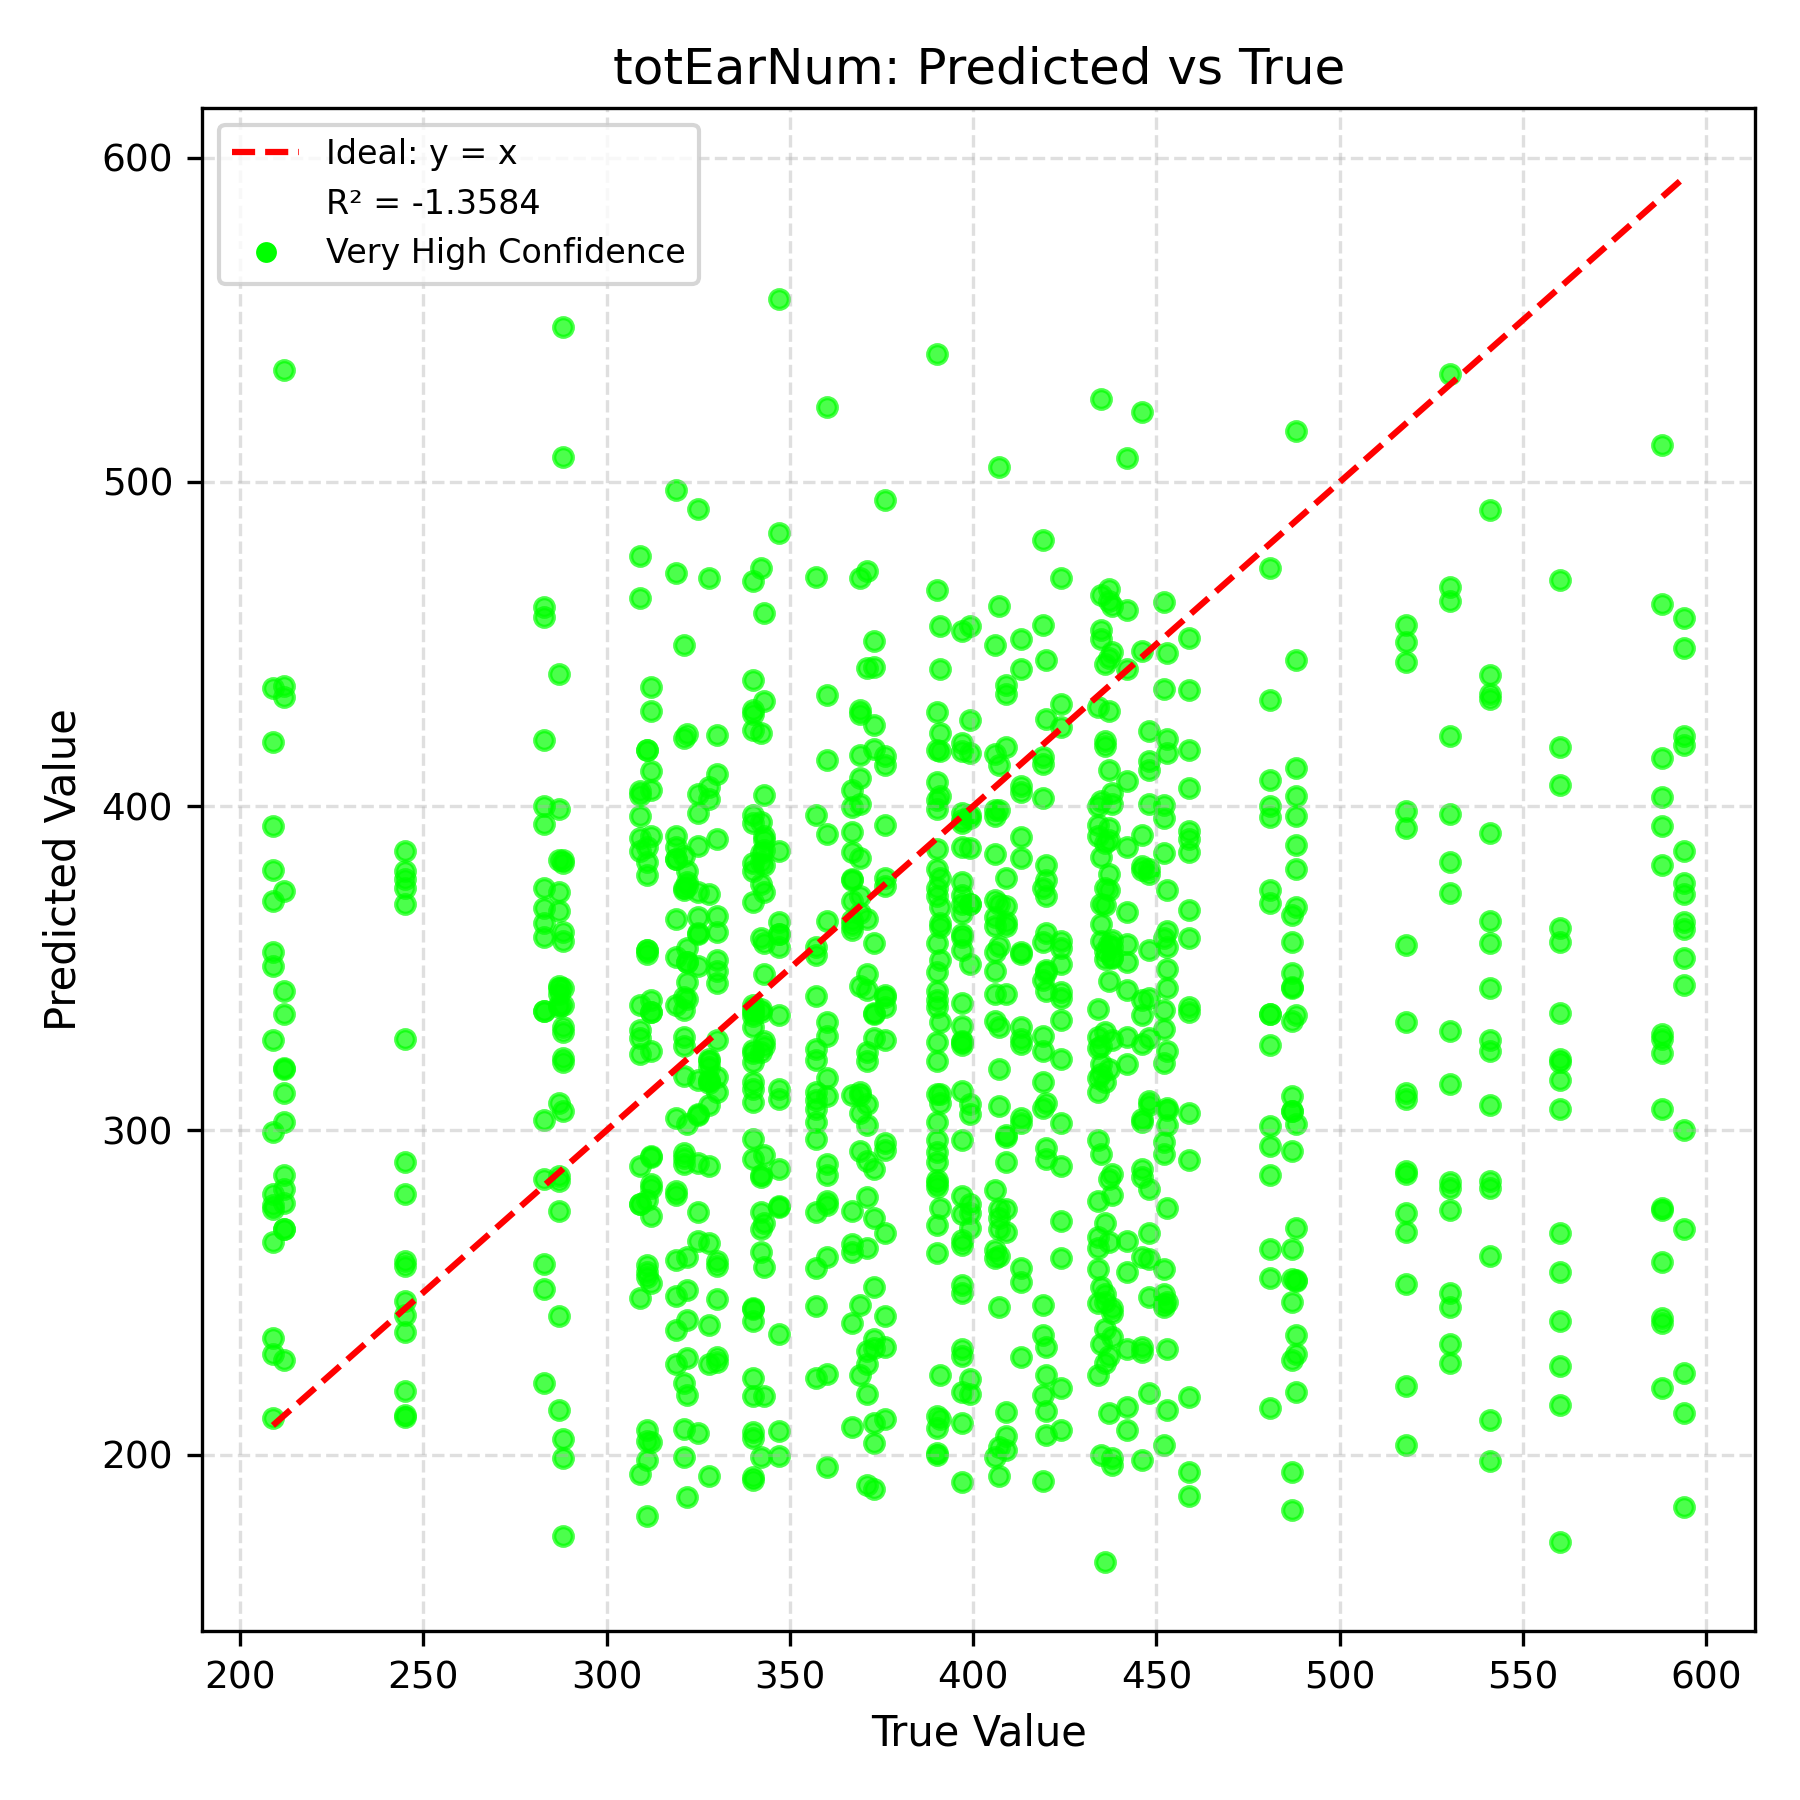 totEarNum: Predicted vs True
Ideal: y = x
R² = -1.3584
Very High Confidence
600
500
400
300
200
Predicted Value
200 250 300 350 400 450 500 550 600
True Value